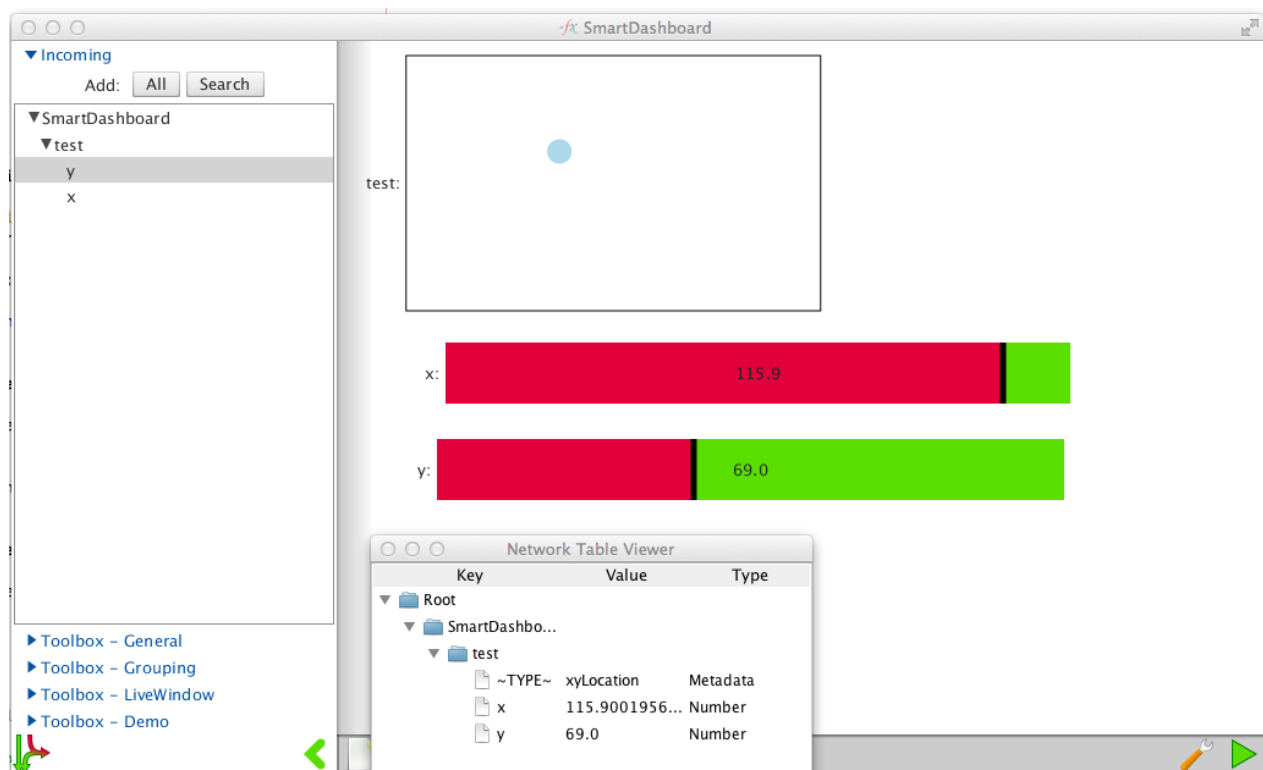 -fx SmartDashboard
Incoming
Add: All Search
SmartDashboard
test
y
x
test:
x: 115.9
y: 69.0
Toolbox – General
Toolbox – Grouping
Toolbox – LiveWindow
Toolbox – Demo
Network Table Viewer
Key Value Type
Root
SmartDashbo...
test
~TYPE~ xyLocation Metadata
x 115.9001956... Number
y 69.0 Number